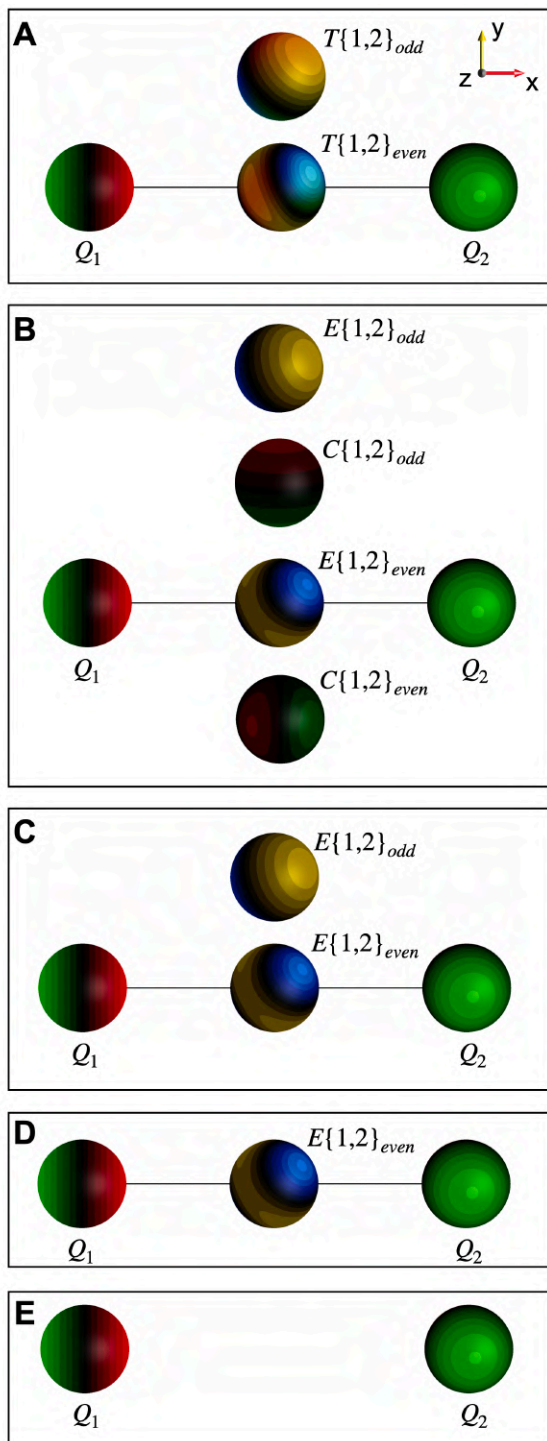 A
T{1,2}odd
y
z
x
T{1,2}even
Q1
Q2
B
E{1,2}odd
C{1,2}odd
E{1,2}even
Q1
Q2
C{1,2}even
C
E{1,2}odd
E{1,2}even
Q1
Q2
D
E{1,2}even
Q1
Q2
E
Q1
Q2